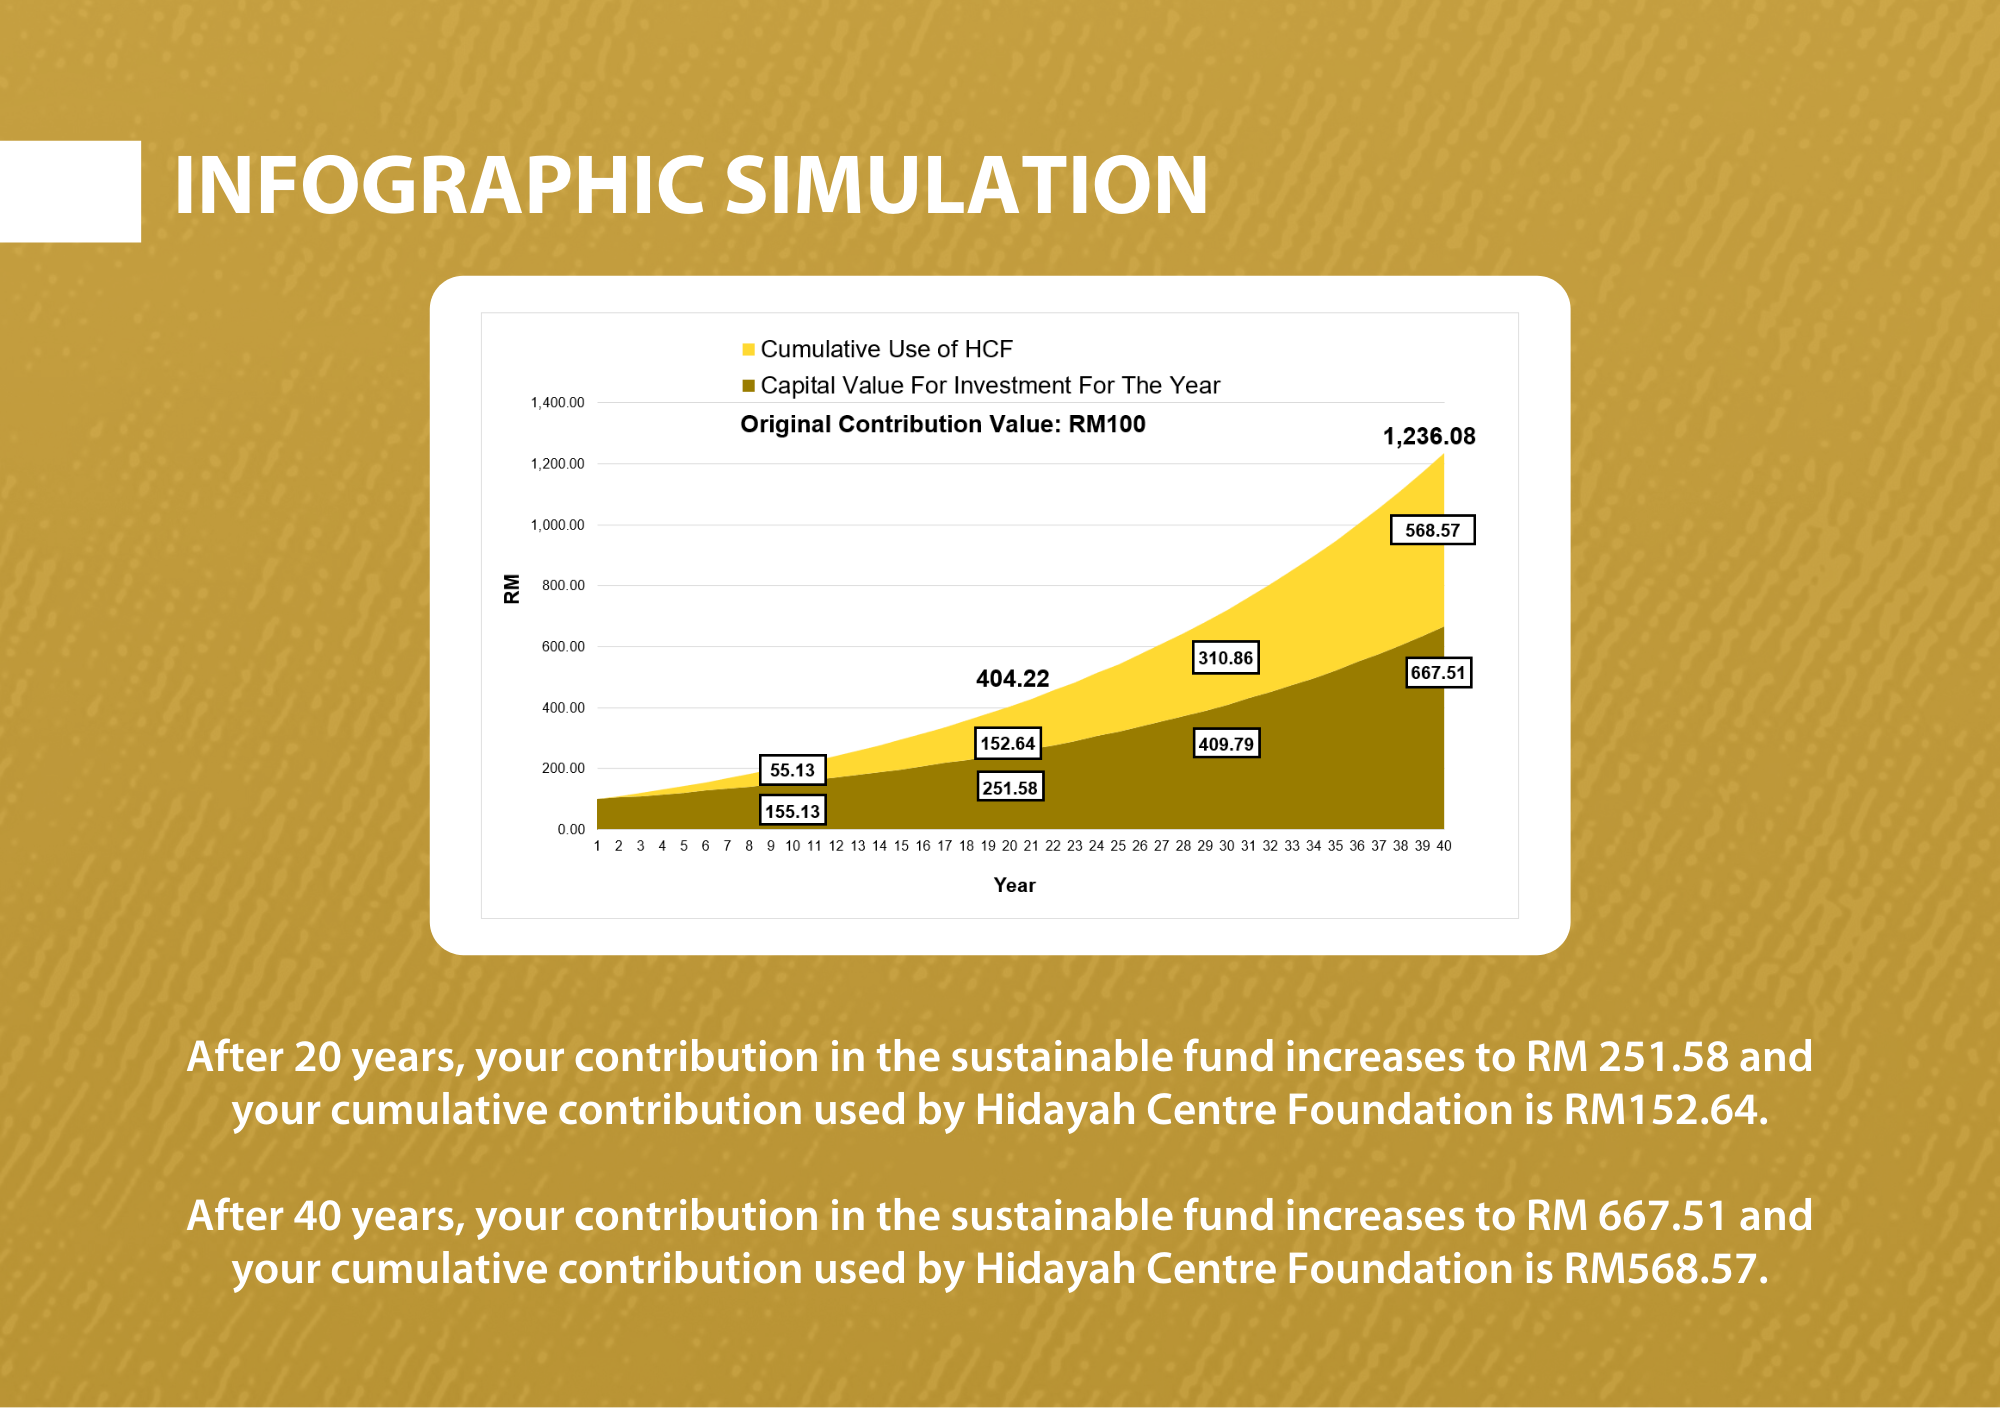 INFOGRAPHIC SIMULATION
Cumulative Use of HCF
Capital Value For Investment For The Year
Original Contribution Value: RM100
1,400.00
1,200.00
1,000.00
800.00
600.00
400.00
200.00
0.00
RM
1,236.08
568.57
667.51
310.86
409.79
404.22
152.64
251.58
55.13
155.13
1 2 3 4 5 6 7 8 9 10 11 12 13 14 15 16 17 18 19 20 21 22 23 24 25 26 27 28 29 30 31 32 33 34 35 36 37 38 39 40
Year
After 20 years, your contribution in the sustainable fund increases to RM 251.58 and
your cumulative contribution used by Hidayah Centre Foundation is RM152.64.
After 40 years, your contribution in the sustainable fund increases to RM 667.51 and
your cumulative contribution used by Hidayah Centre Foundation is RM568.57.